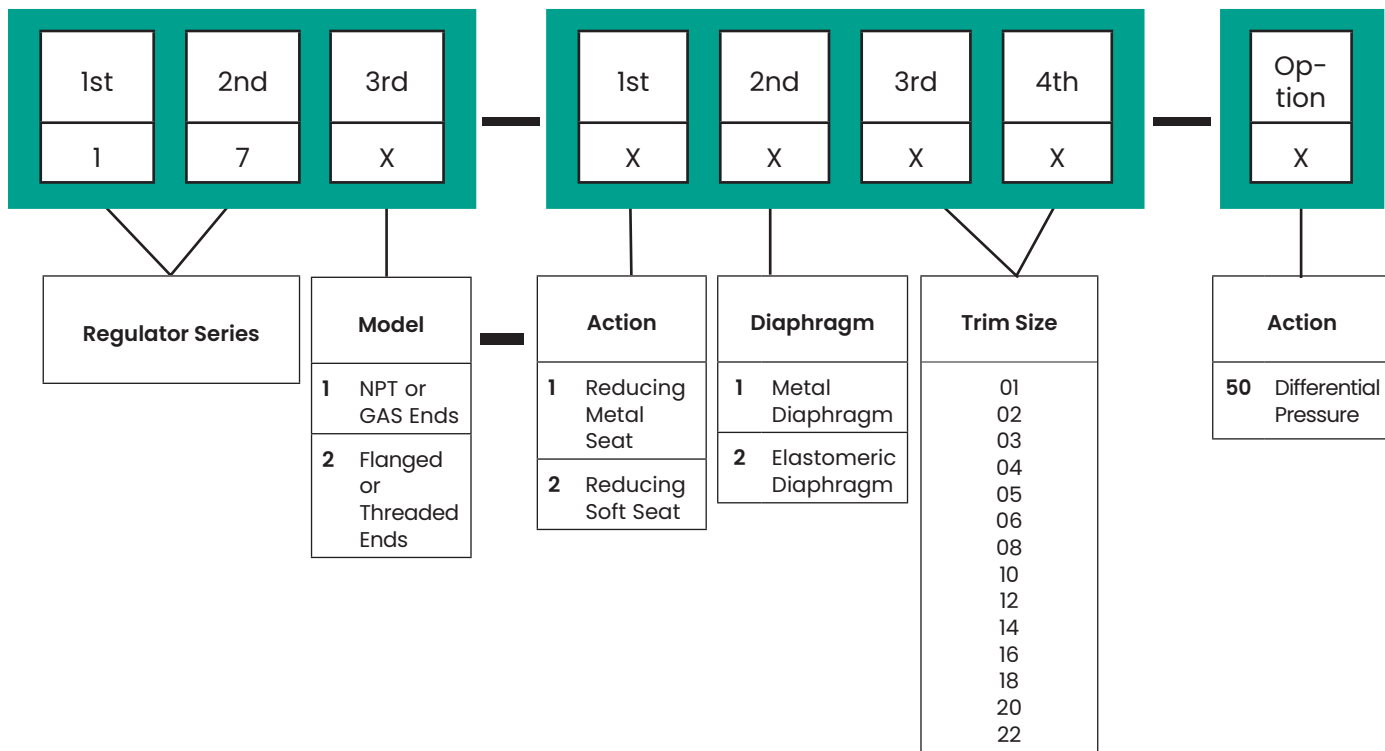 1st
2nd
3rd
1st
2nd
3rd
4th
Op-
tion
1
7
X
X
X
X
X
X
Regulator Series
Model
1 NPT or
GAS Ends
2 Flanged
or
Threaded
Ends
Action
1 Reducing
Metal
Seat
2 Reducing
Soft Seat
Diaphragm
1 Metal
Diaphragm
2 Elastomeric
Diaphragm
Trim Size
01
02
03
04
05
06
08
10
12
14
16
18
20
22
Action
50 Differential
Pressure